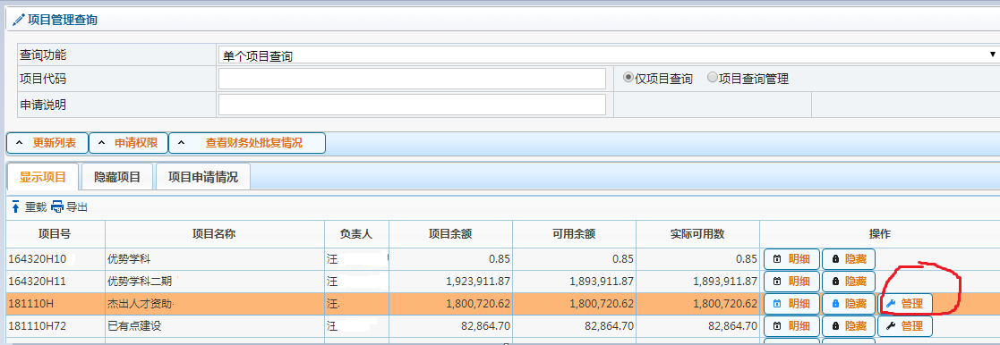 项目管理查询
查询功能 单个项目查询
项目代码 仅项目查询 项目查询管理
申请说明
更新列表 申请权限 查看财务处批复情况
显示项目 隐藏项目 项目申请情况
重载 导出
项目号 项目名称 负责人 项目余额 可用余额 实际可用数 操作
164320H10 优势学科 汪 0.85 0.85 0.85 明细 隐藏
164320H11 优势学科二期 汪 1,923,911.87 1,893,911.87 1,893,911.87 明细 隐藏
181110H 杰出人才资助 汪 1,800,720.62 1,800,720.62 1,800,720.62 明细 隐藏 管理
181110H72 已有点建设 汪 82,864.70 82,864.70 82,864.70 明细 隐藏 管理